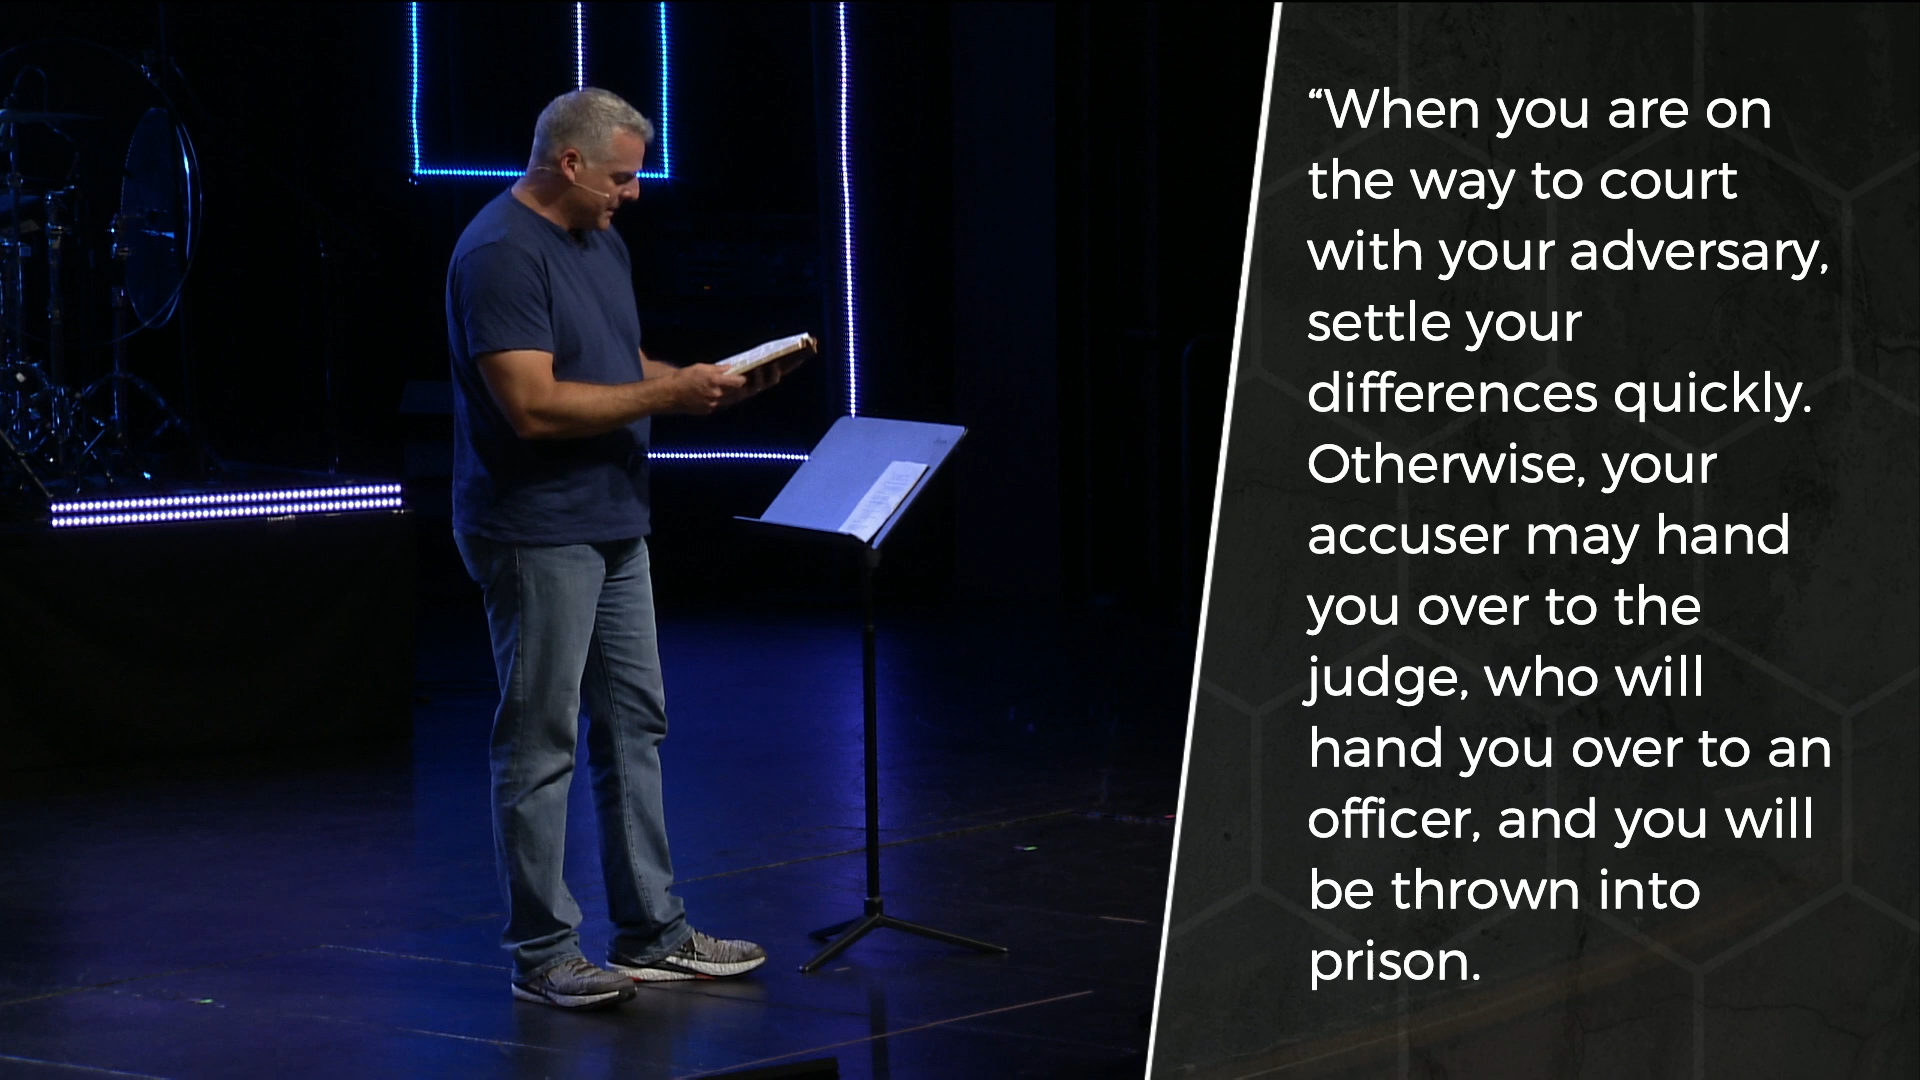 “When you are on
the way to court
with your adversary,
settle your
differences quickly.
Otherwise, your
accuser may hand
you over to the
judge, who will
hand you over to an
officer, and you will
be thrown into
prison.